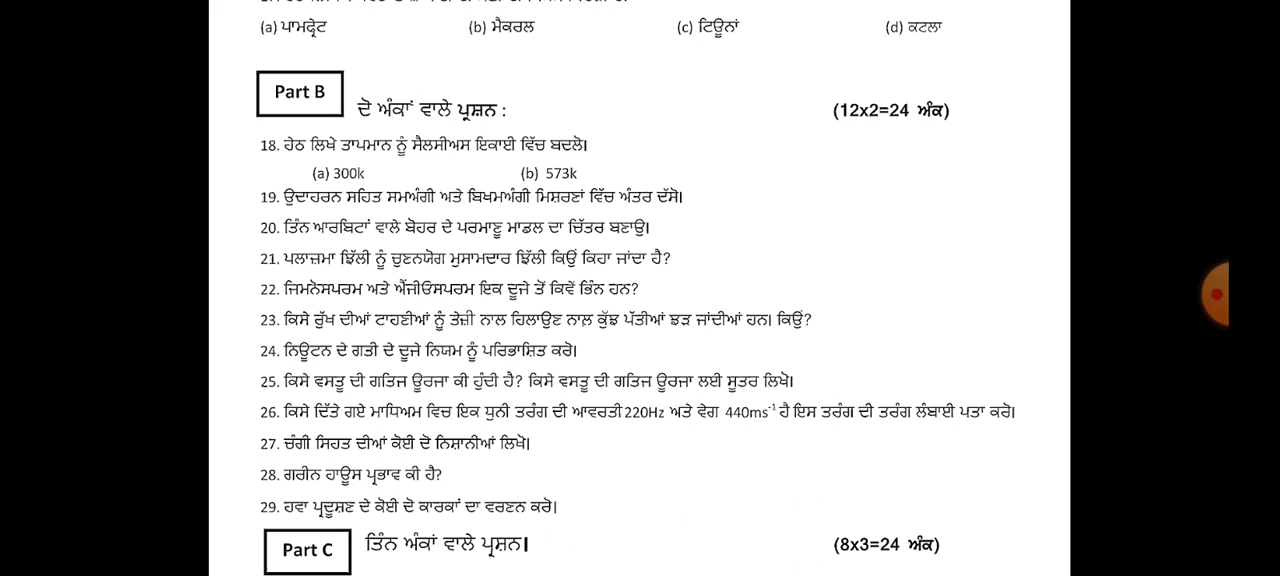 (a) ਪਾਮਫ੍ਰੇਟ (b) ਮੈਕਰਲ (c) ਟਿਊਨਾਂ (d) ਕਟਲਾ
Part B
ਦੋ ਅੰਕਾਂ ਵਾਲੇ ਪ੍ਰਸ਼ਨ : (12x2=24 ਅੰਕ)
18. ਹੇਠ ਲਿਖੇ ਤਾਪਮਾਨ ਨੂੰ ਸੈਲਸੀਅਸ ਇਕਾਈ ਵਿੱਚ ਬਦਲੋ।
(a) 300k (b) 573k
19. ਉਦਾਹਰਨ ਸਹਿਤ ਸਮਅੰਗੀ ਅਤੇ ਬਿਖਮਅੰਗੀ ਮਿਸ਼ਰਣਾਂ ਵਿੱਚ ਅੰਤਰ ਦੱਸੋ।
20. ਤਿੰਨ ਆਰਬਿਟਾਂ ਵਾਲੇ ਬੋਹਰ ਦੇ ਪਰਮਾਣੂ ਮਾਡਲ ਦਾ ਚਿੱਤਰ ਬਣਾਉ।
21. ਪਲਾਜ਼ਮਾ ਝਿੱਲੀ ਨੂੰ ਚੁਣਨਯੋਗ ਮੁਸਾਮਦਾਰ ਝਿੱਲੀ ਕਿਉਂ ਕਿਹਾ ਜਾਂਦਾ ਹੈ?
22. ਜਿਮਨੋਸਪਰਮ ਅਤੇ ਐਂਜੀਓਸਪਰਮ ਇਕ ਦੂਜੇ ਤੋਂ ਕਿਵੇਂ ਭਿੰਨ ਹਨ?
23. ਕਿਸੇ ਰੁੱਖ ਦੀਆਂ ਟਾਹਣੀਆਂ ਨੂੰ ਤੇਜ਼ੀ ਨਾਲ ਹਿਲਾਉਣ ਨਾਲ਼ ਕੁੱਝ ਪੱਤੀਆਂ ਝੜ ਜਾਂਦੀਆਂ ਹਨ। ਕਿਉਂ?
24. ਨਿਊਟਨ ਦੇ ਗਤੀ ਦੇ ਦੂਜੇ ਨਿਯਮ ਨੂੰ ਪਰਿਭਾਸ਼ਿਤ ਕਰੋ।
25. ਕਿਸੇ ਵਸਤੂ ਦੀ ਗਤਿਜ ਊਰਜਾ ਕੀ ਹੁੰਦੀ ਹੈ? ਕਿਸੇ ਵਸਤੂ ਦੀ ਗਤਿਜ ਊਰਜਾ ਲਈ ਸੂਤਰ ਲਿਖੋ।
26. ਕਿਸੇ ਦਿੱਤੇ ਗਏ ਮਾਧਿਅਮ ਵਿਚ ਇਕ ਧੁਨੀ ਤਰੰਗ ਦੀ ਆਵਰਤੀ 220Hz ਅਤੇ ਵੇਗ 440ms⁻¹ ਹੈ ਇਸ ਤਰੰਗ ਦੀ ਤਰੰਗ ਲੰਬਾਈ ਪਤਾ ਕਰੋ।
27. ਚੰਗੀ ਸਿਹਤ ਦੀਆਂ ਕੋਈ ਦੋ ਨਿਸ਼ਾਨੀਆਂ ਲਿਖੋ।
28. ਗਰੀਨ ਹਾਊਸ ਪ੍ਰਭਾਵ ਕੀ ਹੈ?
29. ਹਵਾ ਪ੍ਰਦੂਸ਼ਣ ਦੇ ਕੋਈ ਦੋ ਕਾਰਕਾਂ ਦਾ ਵਰਣਨ ਕਰੋ।
Part C
ਤਿੰਨ ਅੰਕਾਂ ਵਾਲੇ ਪ੍ਰਸ਼ਨ। (8x3=24 ਅੰਕ)